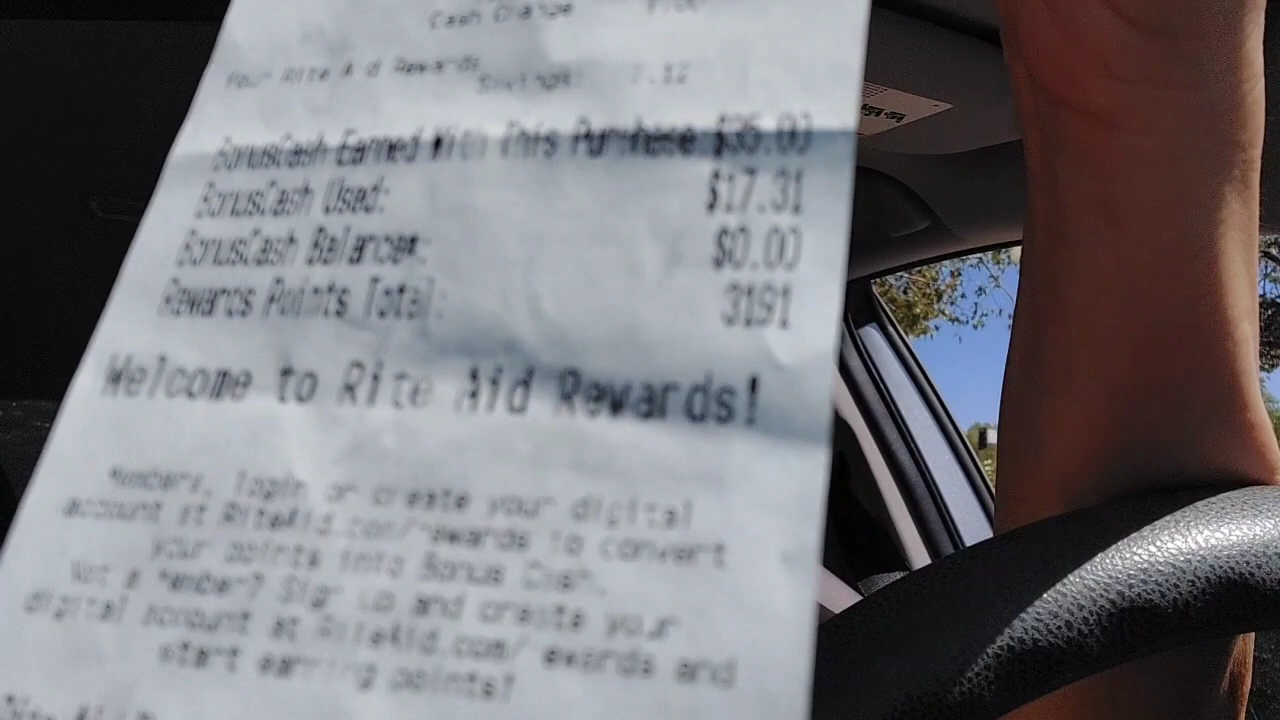 Cash Change
Your Rite Aid Rewards
Savings:
BonusCash Earned With This Purchase $35.00
BonusCash Used: $17.31
BonusCash Balance*: $0.00
Rewards Points Total: 3191
Welcome to Rite Aid Rewards!
Members, login or create your digital
account at RiteAid.com/rewards to convert
your points into Bonus Cash.
Not a Member? Sign up and create your
digital account at RiteAid.com/rewards and
start earning points!